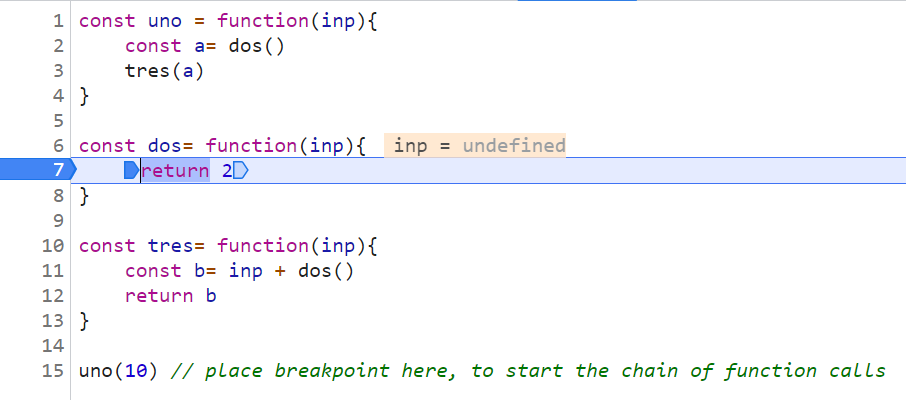 1 const uno = function(inp){
2     const a= dos()
3     tres(a)
4 }
5
6 const dos= function(inp){  inp = undefined
7     return 2
8 }
9
10 const tres= function(inp){
11     const b= inp + dos()
12     return b
13 }
14
15 uno(10) // place breakpoint here, to start the chain of function calls